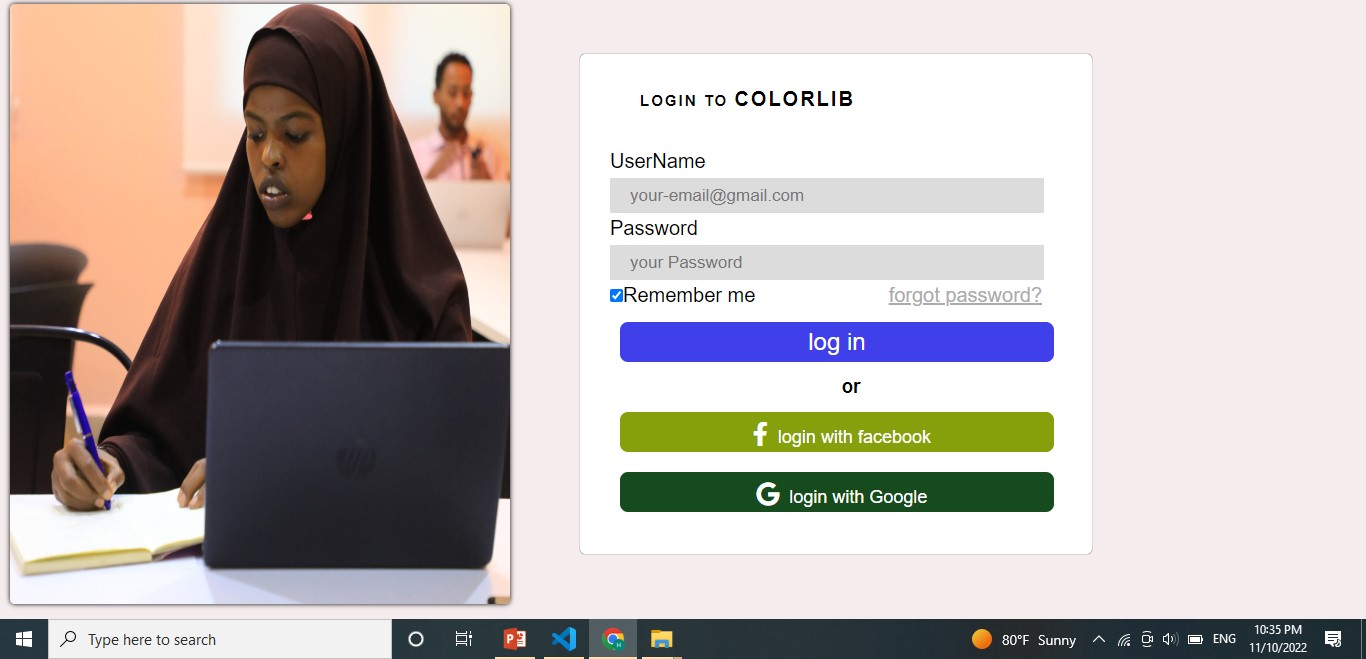 LOGIN TO COLORLIB
UserName
your-email@gmail.com
Password
your Password
Remember me forgot password?
log in
or
login with facebook
G login with Google
Type here to search
80°F Sunny
ENG
10:35 PM
11/10/2022